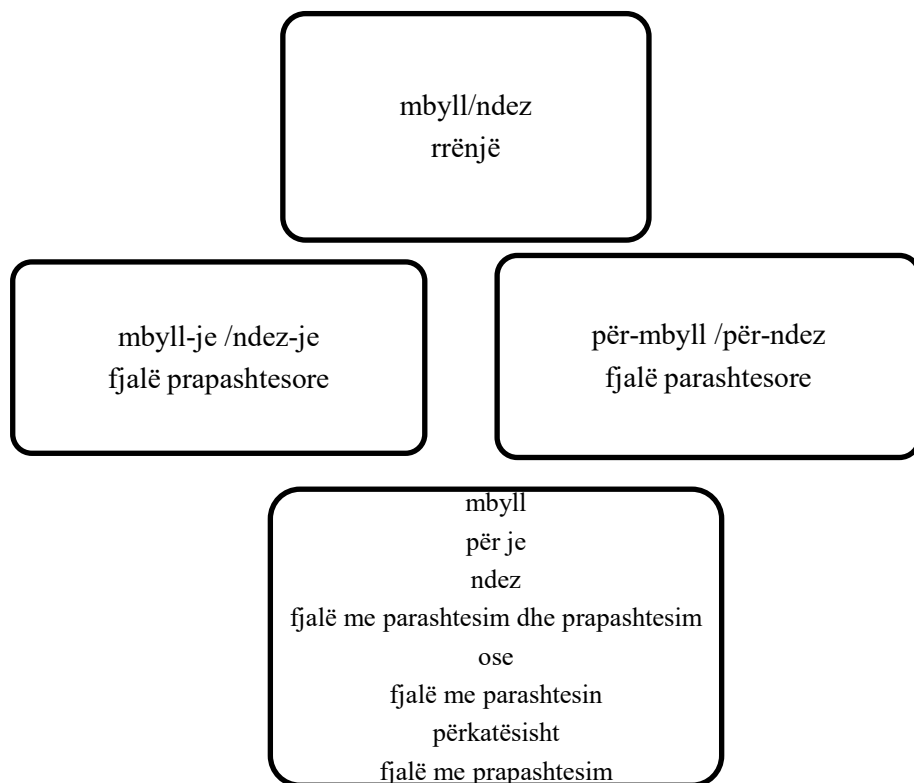 mbyll/ndez
rrënjë
mbyll-je /ndez-je
fjalë prapashtesore
për-mbyll /për-ndez
fjalë parashtesore
mbyll
për je
ndez
fjalë me parashtesim dhe prapashtesim
ose
fjalë me parashtesin
përkatësisht
fjalë me prapashtesim